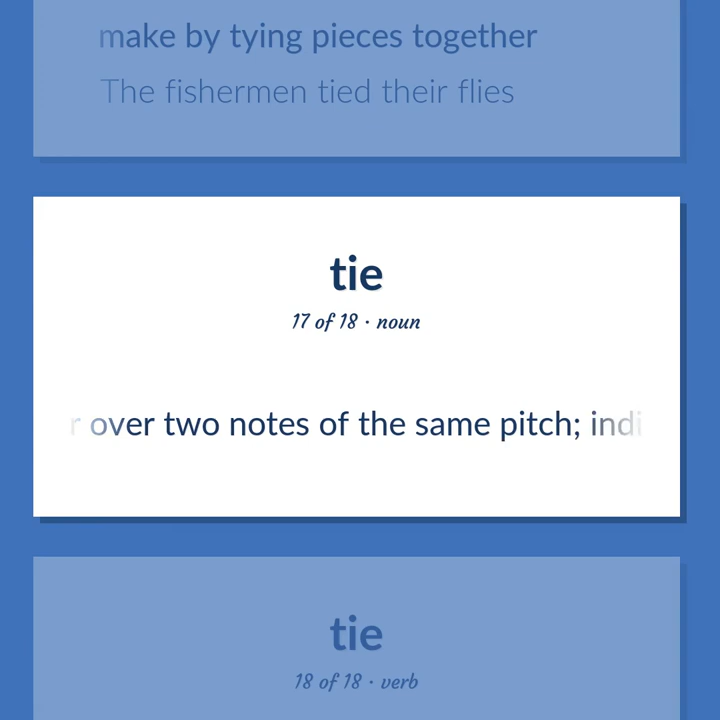 make by tying pieces together
The fishermen tied their flies
tie
17 of 18 · noun
r over two notes of the same pitch; indi
tie
18 of 18 · verb